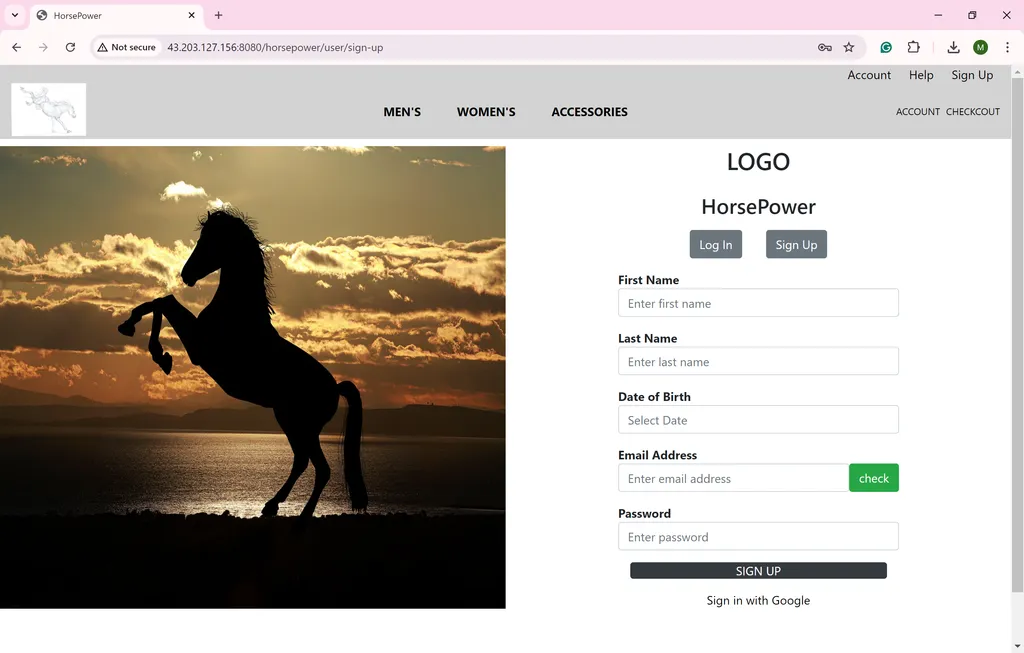 HorsePower
Not secure 43.203.127.156:8080/horsepower/user/sign-up
M
Account Help Sign Up
MEN'S WOMEN'S ACCESSORIES
ACCOUNT CHECKCOUT
LOGO
HorsePower
Log In Sign Up
First Name
Enter first name
Last Name
Enter last name
Date of Birth
Select Date
Email Address
Enter email address check
Password
Enter password
SIGN UP
Sign in with Google